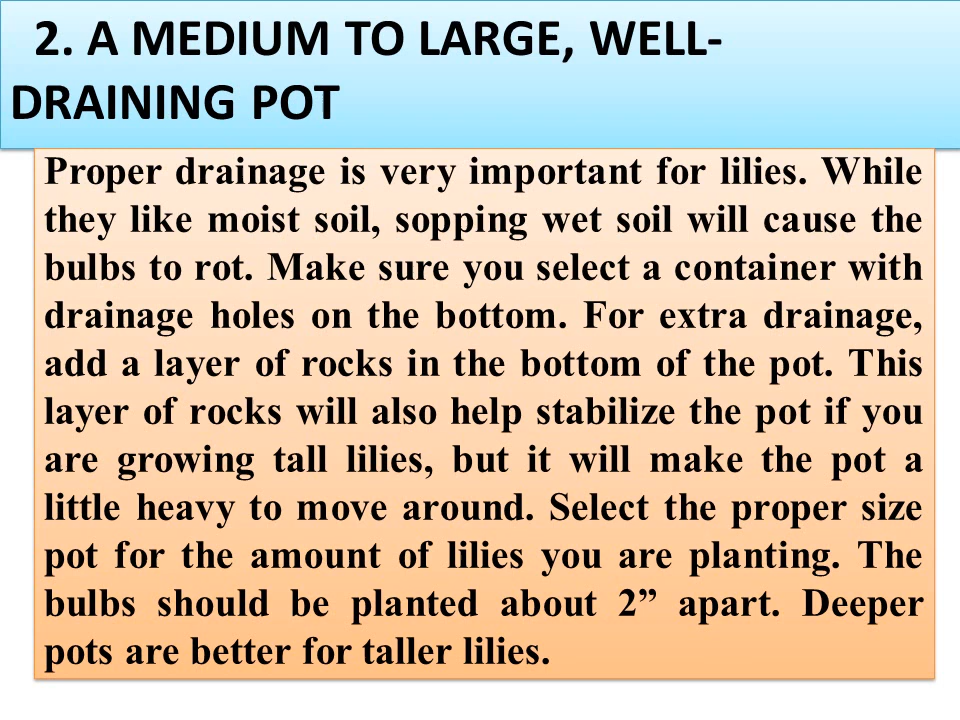 2. A MEDIUM TO LARGE, WELL-
DRAINING POT
Proper drainage is very important for lilies. While
they like moist soil, sopping wet soil will cause the
bulbs to rot. Make sure you select a container with
drainage holes on the bottom. For extra drainage,
add a layer of rocks in the bottom of the pot. This
layer of rocks will also help stabilize the pot if you
are growing tall lilies, but it will make the pot a
little heavy to move around. Select the proper size
pot for the amount of lilies you are planting. The
bulbs should be planted about 2” apart. Deeper
pots are better for taller lilies.